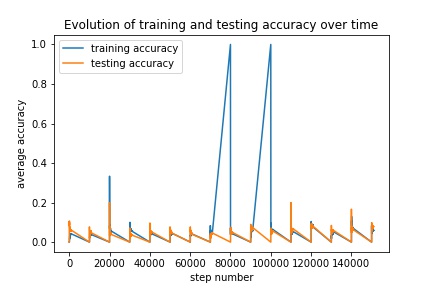 Evolution of training and testing accuracy over time
training accuracy
testing accuracy
average accuracy
1.0
0.8
0.6
0.4
0.2
0.0
0 20000 40000 60000 80000 100000 120000 140000
step number